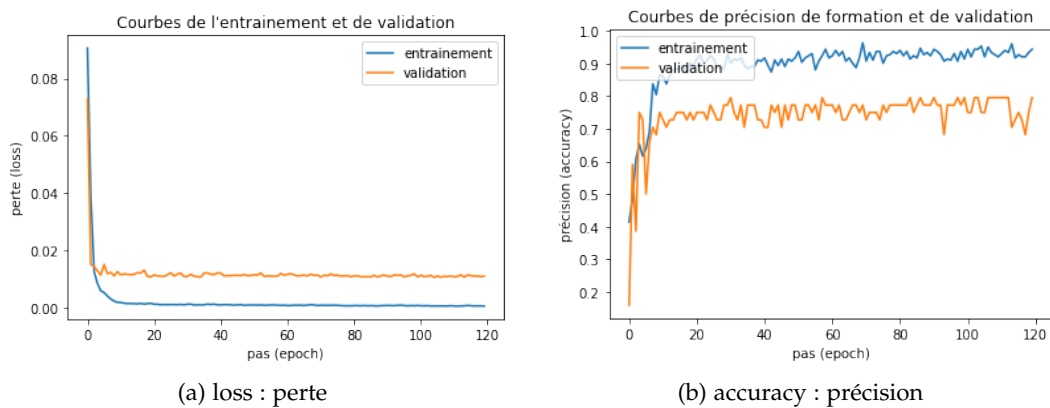 Courbes de l'entrainement et de validation
entrainement
validation
0.08
0.06
0.04
0.02
0.00
perte (loss)
0 20 40 60 80 100 120
pas (epoch)
(a) loss : perte
Courbes de précision de formation et de validation
entrainement
validation
1.0
0.9
0.8
0.7
0.6
0.5
0.4
0.3
0.2
précision (accuracy)
0 20 40 60 80 100 120
pas (epoch)
(b) accuracy : précision